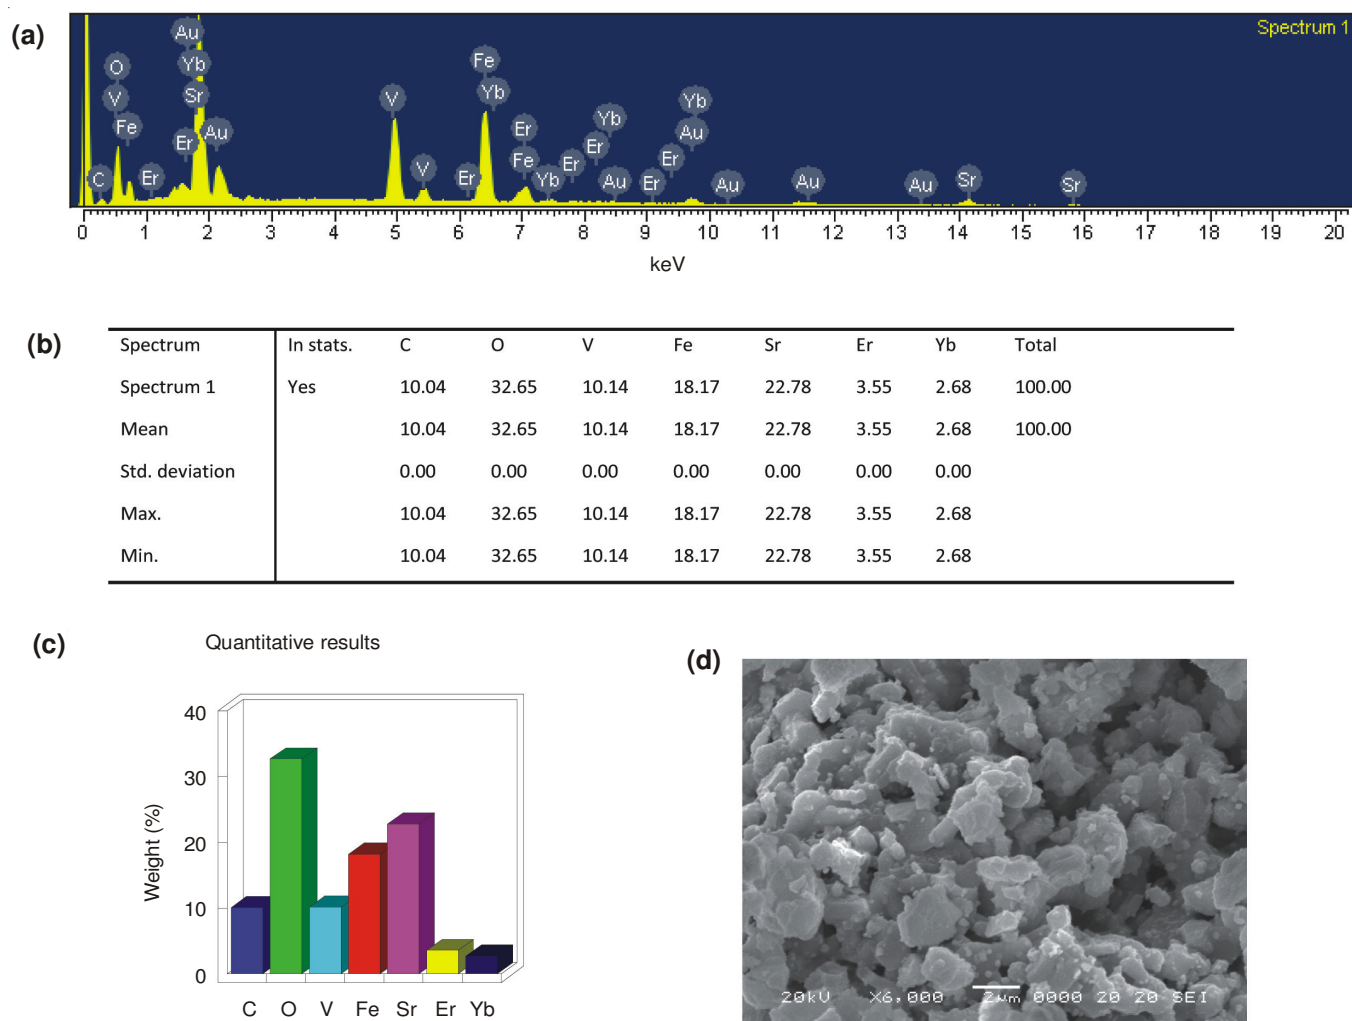 (a)
Spectrum 1
Au
O Yb Fe
V Sr V Yb Yb Yb
Fe Er Au Er Er Au
C Er V Er Fe Yb Er Au Er Er Au Au Au Sr Sr
0 1 2 3 4 5 6 7 8 9 10 11 12 13 14 15 16 17 18 19 20
keV
(b)
Spectrum In stats. C O V Fe Sr Er Yb Total
Spectrum 1 Yes 10.04 32.65 10.14 18.17 22.78 3.55 2.68 100.00
Mean 10.04 32.65 10.14 18.17 22.78 3.55 2.68 100.00
Std. deviation 0.00 0.00 0.00 0.00 0.00 0.00 0.00
Max. 10.04 32.65 10.14 18.17 22.78 3.55 2.68
Min. 10.04 32.65 10.14 18.17 22.78 3.55 2.68
(c)
Quantitative results
Weight (%)
40
30
20
10
0
C O V Fe Sr Er Yb
(d)
20kV X6,000 2µm 0000 20 20 SEI